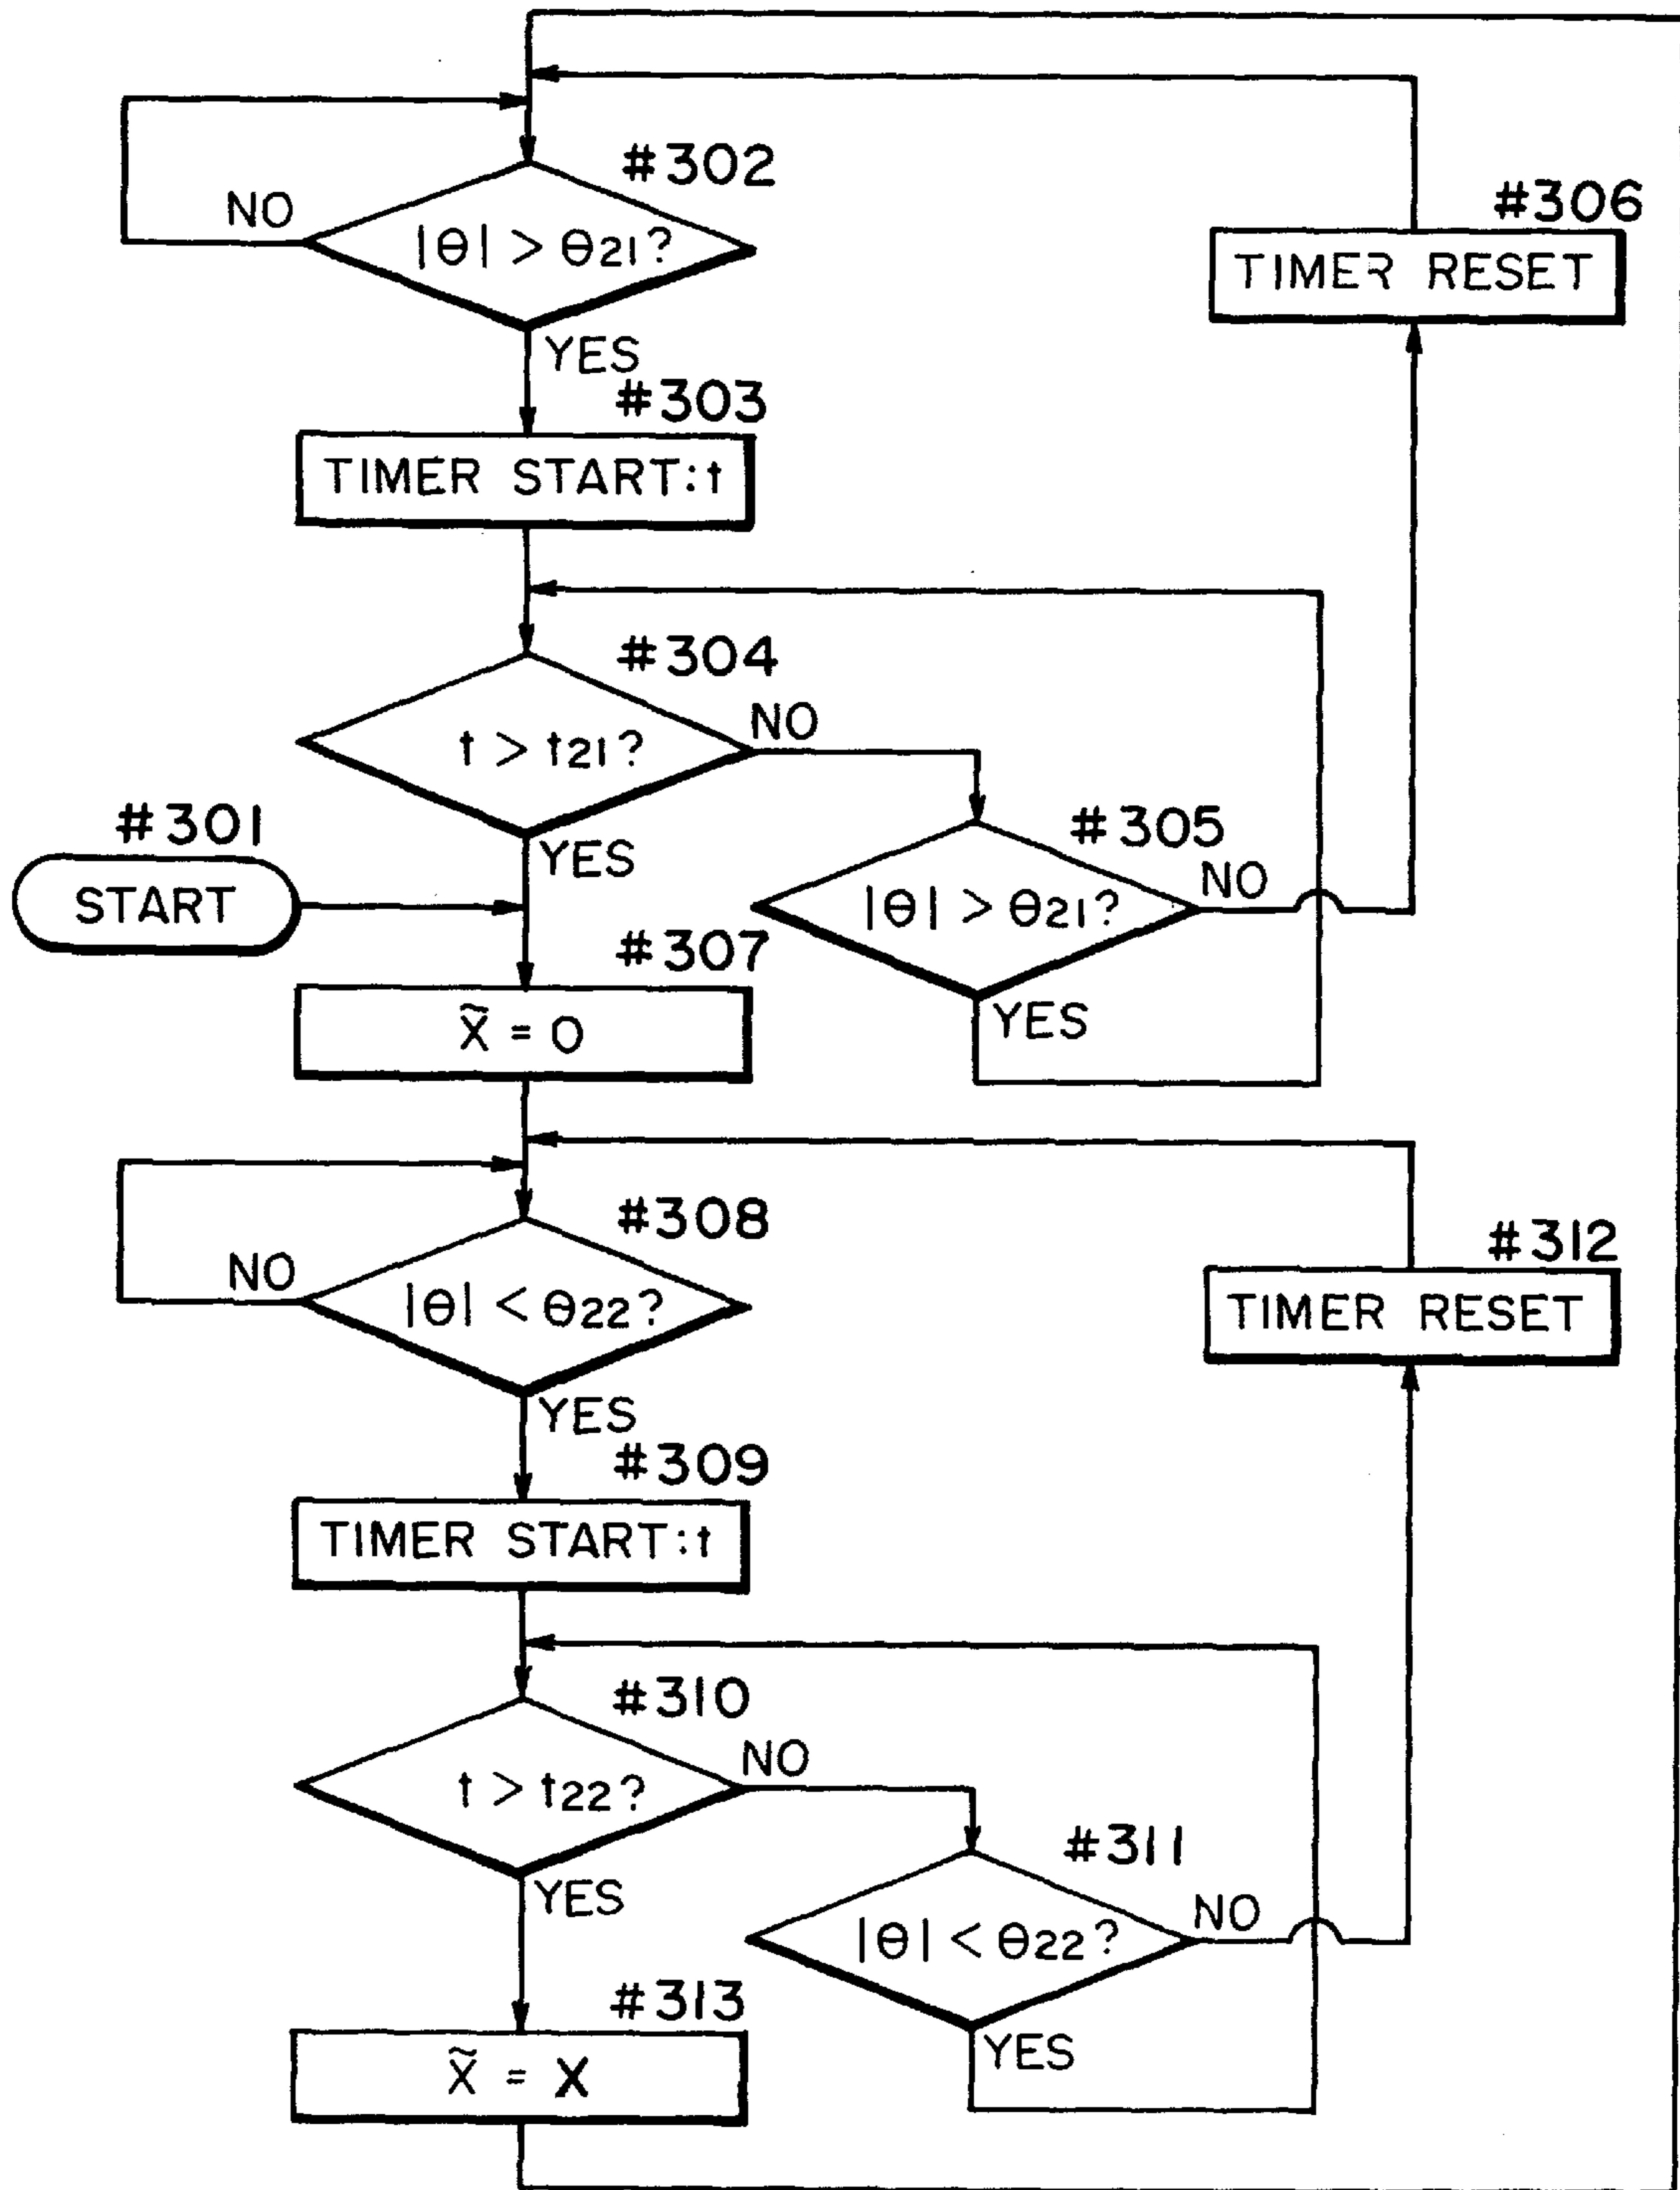 #302
NO
|θ| > θ21?
#306
TIMER RESET
YES
#303
TIMER START:t
#304
NO
t > t21?
#301
START
YES
#305
NO
|θ| > θ21?
#307
YES
X̃ = 0
#308
NO
|θ| < θ22?
#312
TIMER RESET
YES
#309
TIMER START:t
#310
NO
t > t22?
#311
YES
NO
|θ| < θ22?
#313
YES
X̃ = X